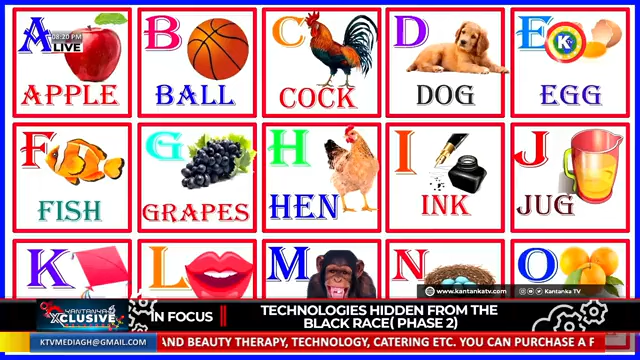 A B C D E
08:20 PM
LIVE
K
TV
APPLE BALL COCK DOG EGG
F G H I J
FISH GRAPES HEN INK JUG
K L M N O
www.kantankatv.com Kantanka Tv
KANTANKA
XCLUSIVE
IN FOCUS
TECHNOLOGIES HIDDEN FROM THE
BLACK RACE( PHASE 2)
KTVMEDIAGH@GMAIL.COM
AND BEAUTY THERAPY, TECHNOLOGY, CATERING ETC. YOU CAN PURCHASE A F